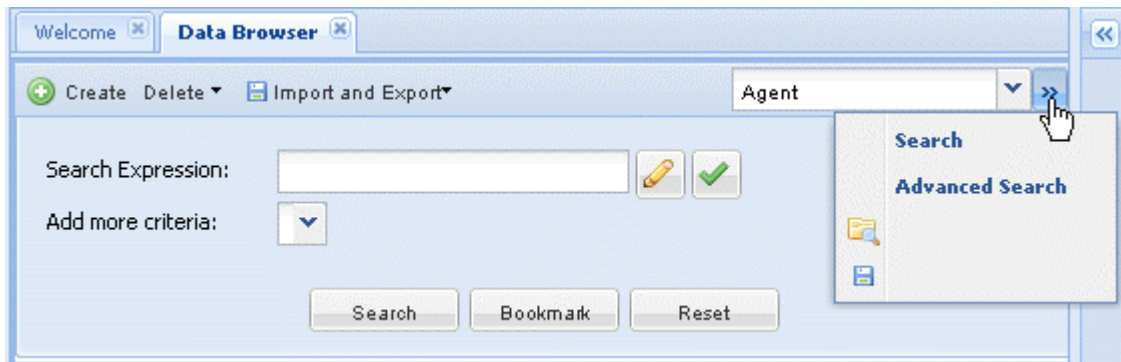 Welcome Data Browser
Create Delete Import and Export Agent
Search
Search Expression:
Advanced Search
Add more criteria:
Search Bookmark Reset